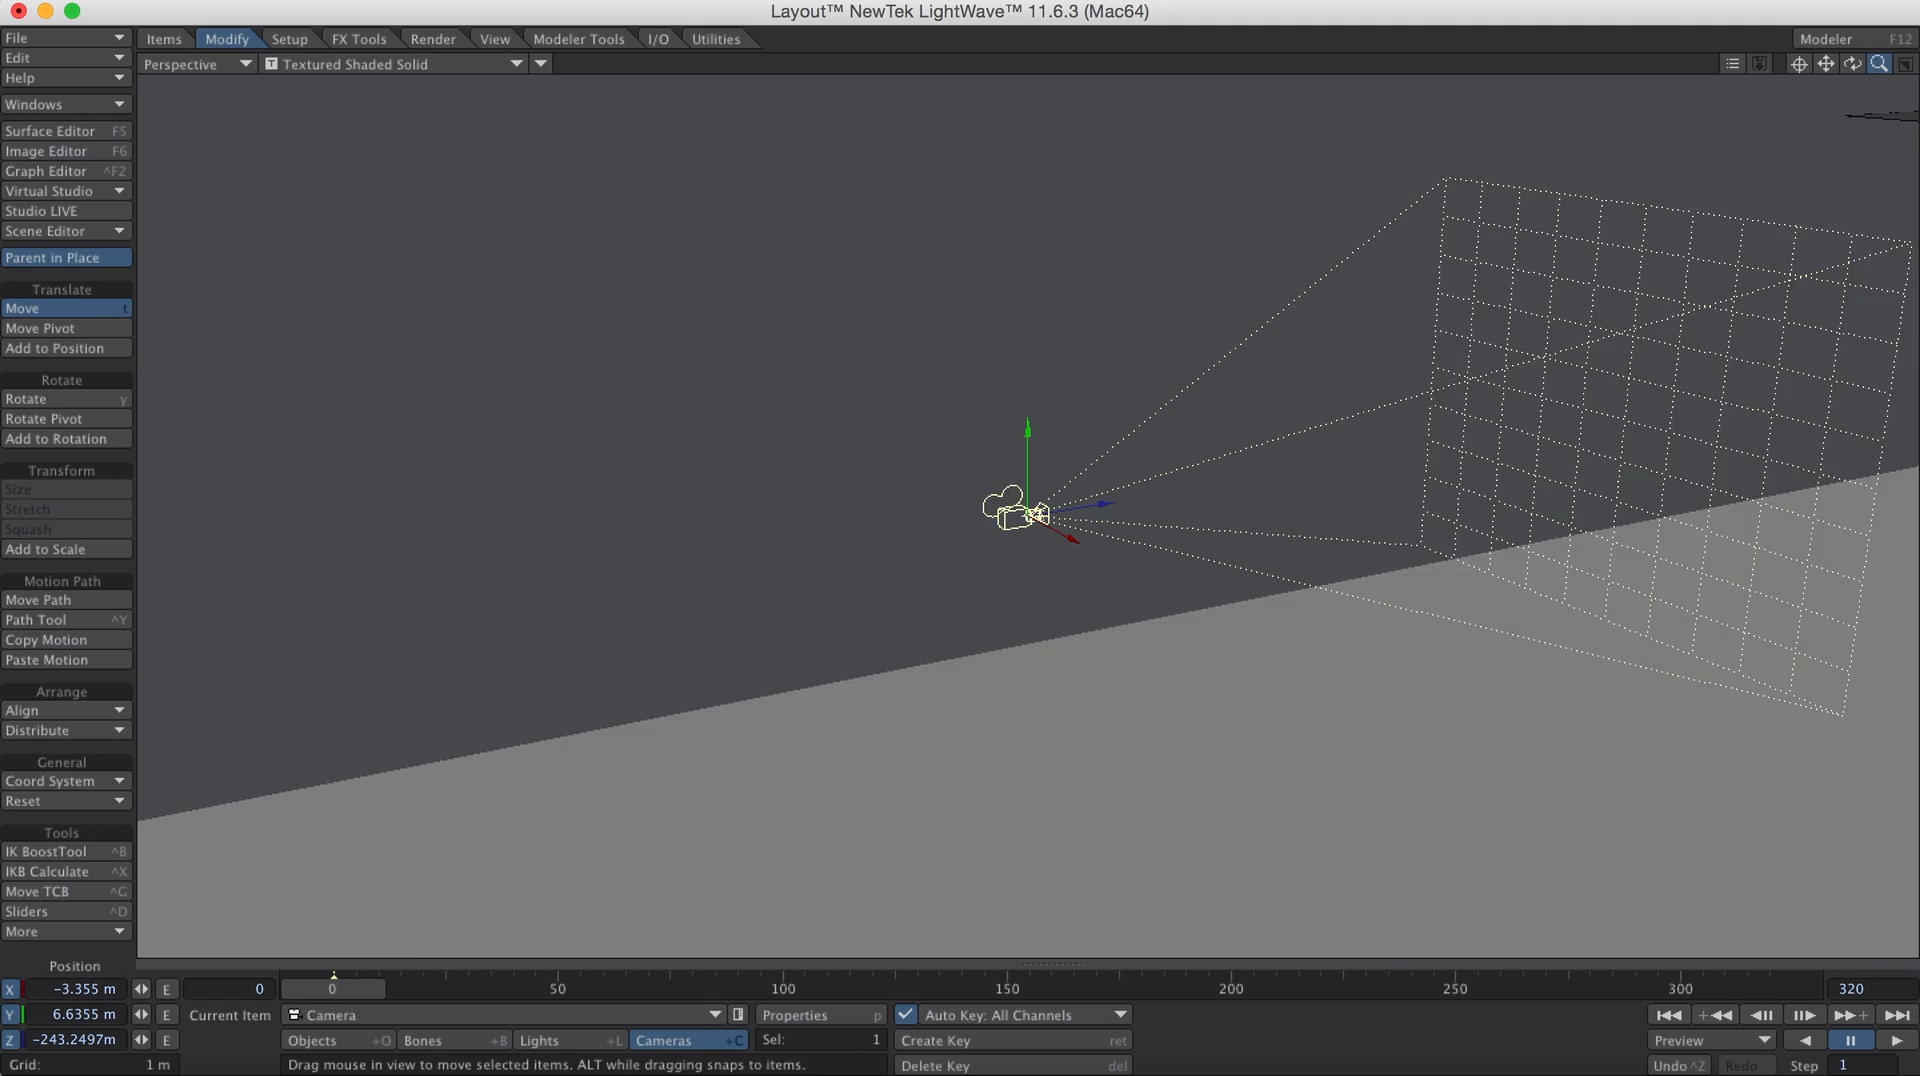 Layout™ NewTek LightWave™ 11.6.3 (Mac64)
File
Edit
Help
Windows
Surface Editor F5
Image Editor F6
Graph Editor ^F2
Virtual Studio
Studio LIVE
Scene Editor
Parent in Place
Translate
Move t
Move Pivot
Add to Position
Rotate
Rotate y
Rotate Pivot
Add to Rotation
Transform
Size
Stretch
Squash
Add to Scale
Motion Path
Move Path
Path Tool ^Y
Copy Motion
Paste Motion
Arrange
Align
Distribute
General
Coord System
Reset
Tools
IK BoostTool ^B
IKB Calculate ^X
Move TCB ^G
Sliders ^D
More
Items Modify Setup FX Tools Render View Modeler Tools I/O Utilities Modeler F12
Perspective T Textured Shaded Solid
Position
X -3.355 m E 0 0 50 100 150 200 250 300 320
Y 6.6355 m E Current Item Camera Properties p Auto Key: All Channels
Z -243.2497m E Objects +O Bones +B Lights +L Cameras +C Sel: 1 Create Key ret Preview
Grid: 1 m Drag mouse in view to move selected items. ALT while dragging snaps to items. Delete Key del Undo ^Z Redo Step 1